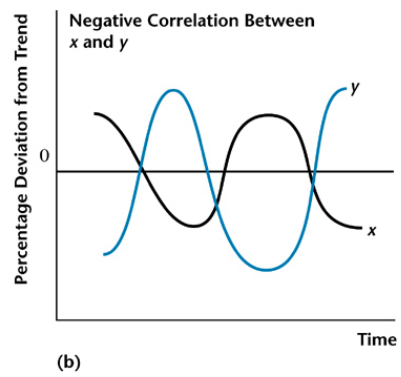 Negative Correlation Between
x and y
Percentage Deviation from Trend
0
y
x
Time
(b)